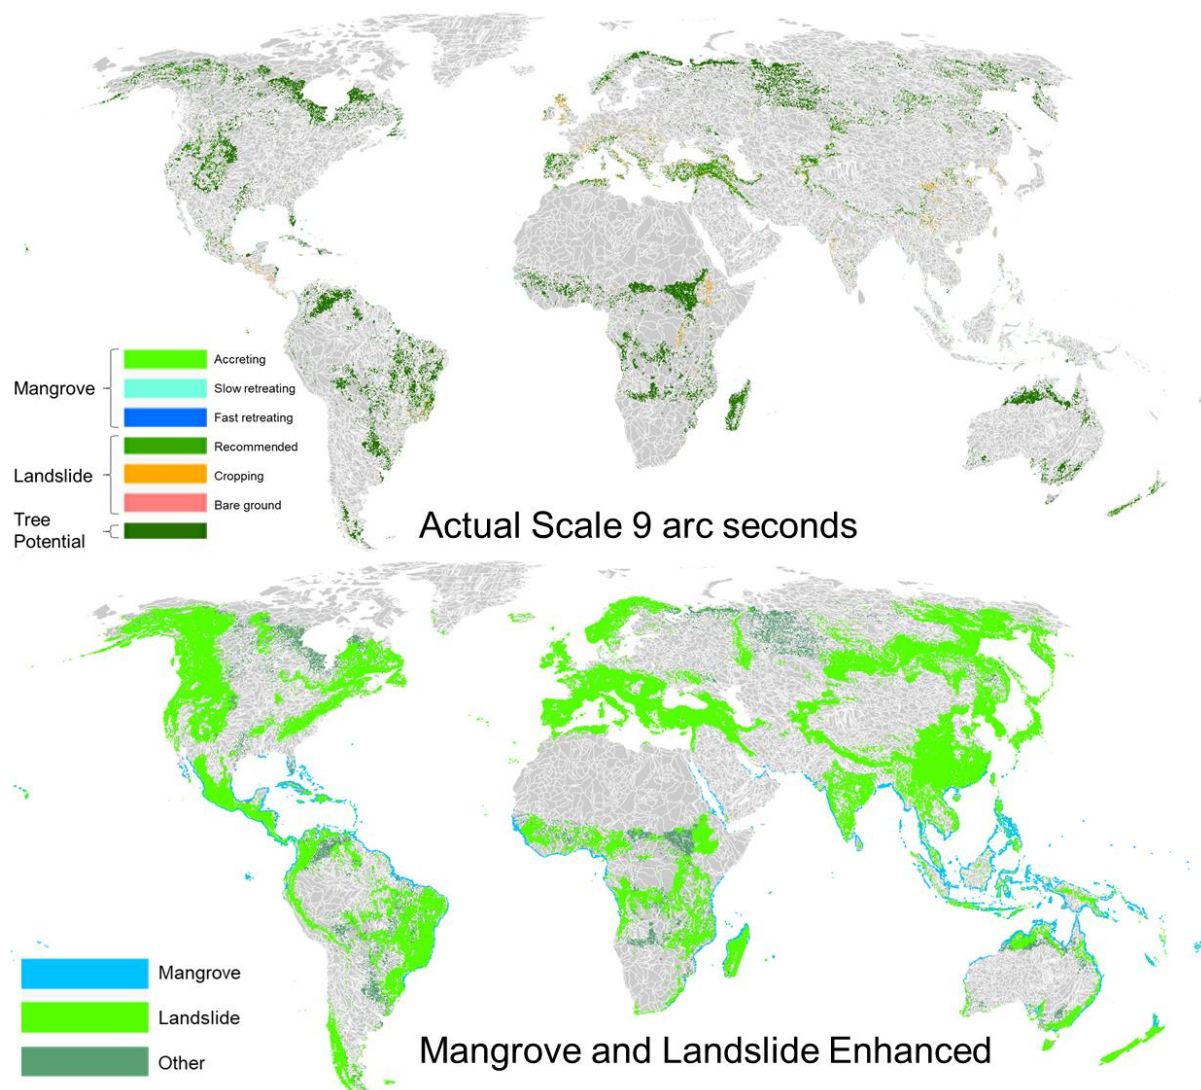 Mangrove
Accreting
Slow retreating
Fast retreating
Landslide
Recommended
Cropping
Bare ground
Tree
Potential
Actual Scale 9 arc seconds
Mangrove
Landslide
Other
Mangrove and Landslide Enhanced